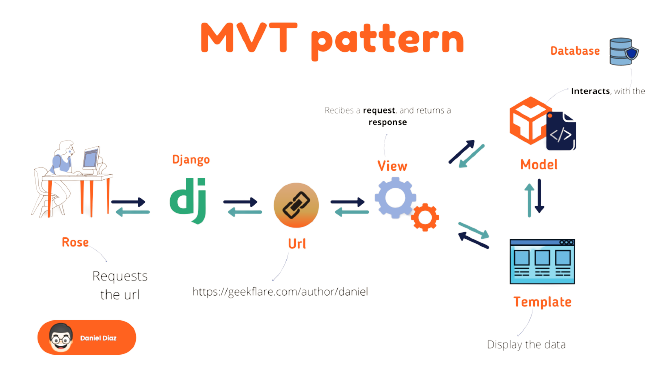 MVT pattern
Database
Interacts, with the
Recibes a request, and returns a
response
Django
dj
View
Model
</>
Rose
Url
Requests
the url
https://geekflare.com/author/daniel
Template
Display the data
Daniel Diaz